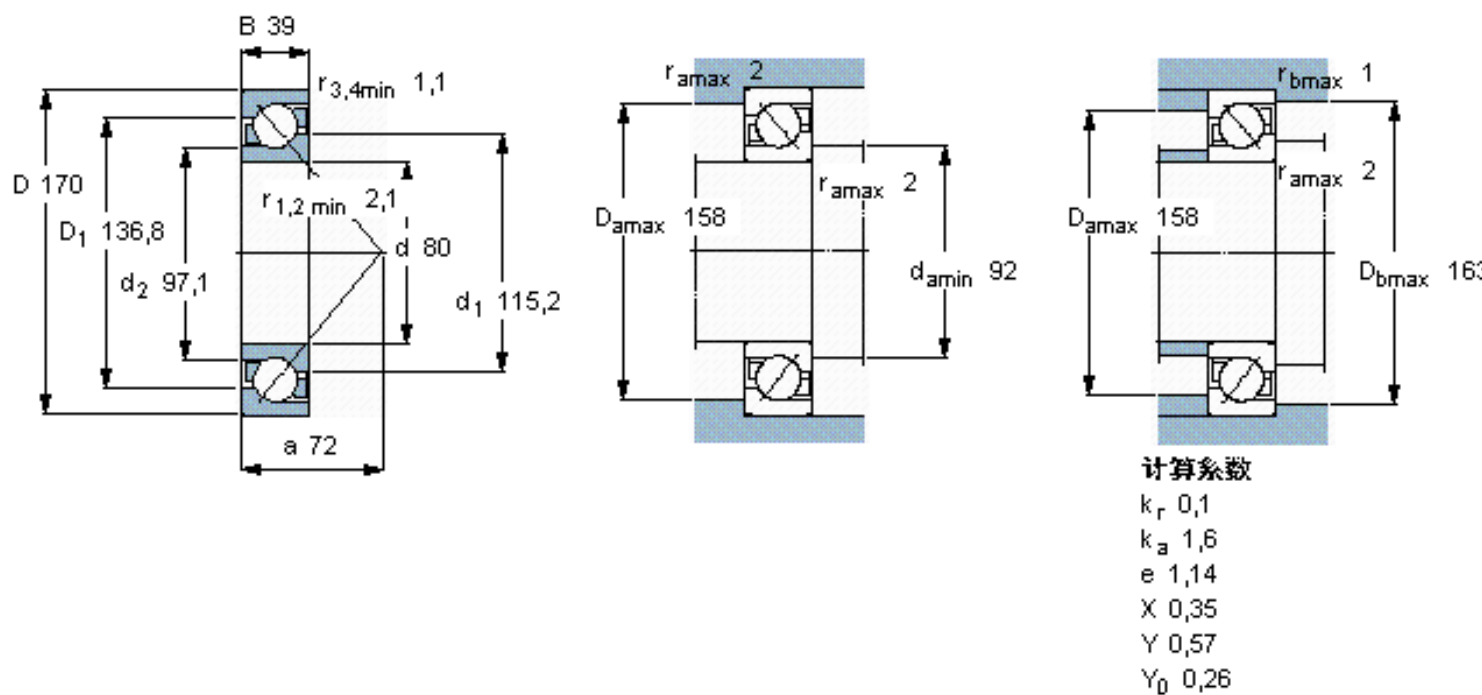 B 39
r3,4min 1,1
D 170
D1 136,8
d2 97,1
r1,2 min 2,1
d 80
d1 115,2
a 72
ramax 2
ramax 2
Damax 158
damin 92
rbmax 1
ramax 2
Damax 158
Dbmax 163
计算系数
kr 0,1
ka 1,6
e 1,14
X 0,35
Y 0,57
Y0 0,26